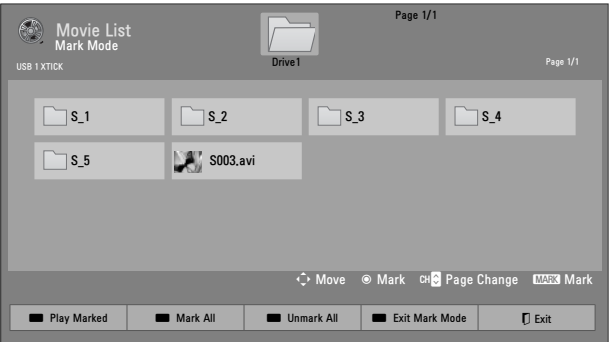 Page 1/1
Movie List
Mark Mode
Drive1
USB 1 XTICK
Page 1/1
S_1
S_2
S_3
S_4
S_5
S003.avi
Move
Mark
CH
Page Change
MARK
Mark
Play Marked
Mark All
Unmark All
Exit Mark Mode
Exit